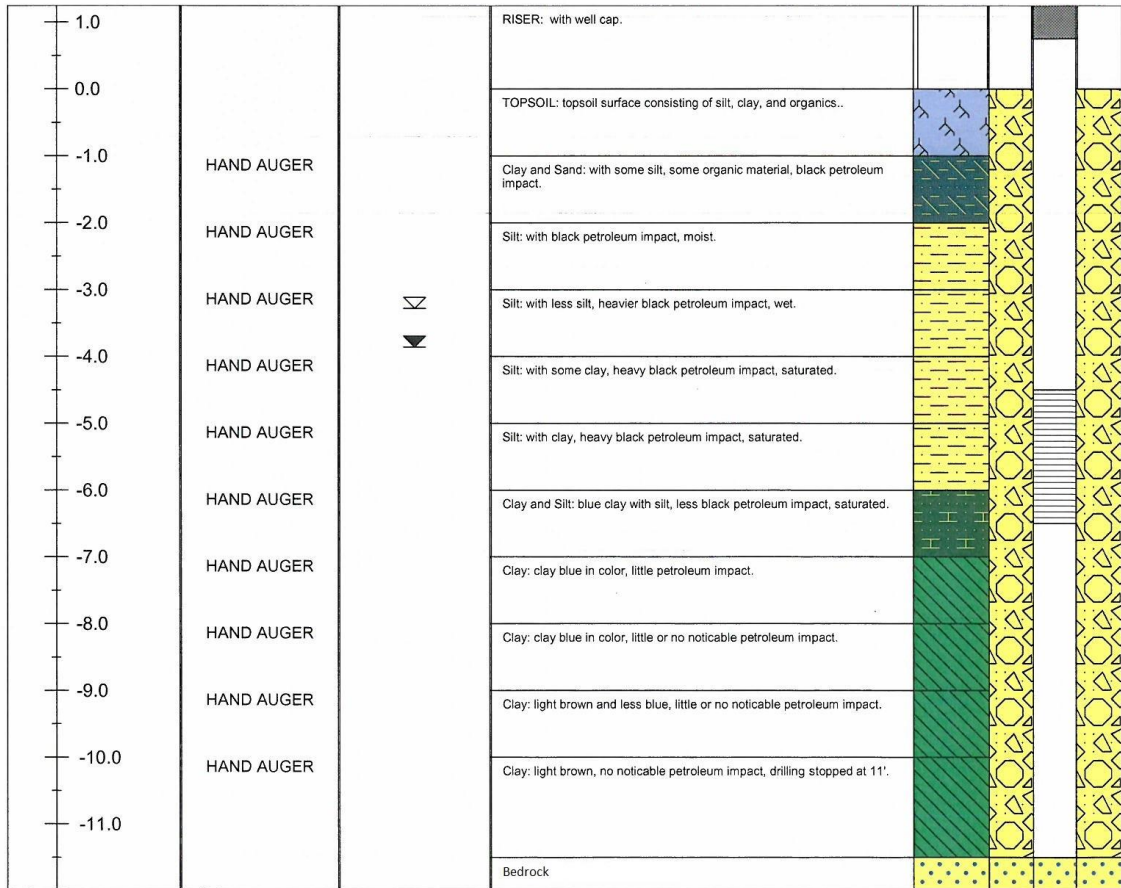 1.0
RISER: with well cap.
0.0
TOPSOIL: topsoil surface consisting of silt, clay, and organics..
-1.0
HAND AUGER
Clay and Sand: with some silt, some organic material, black petroleum
impact.
-2.0
HAND AUGER
Silt: with black petroleum impact, moist.
-3.0
HAND AUGER
Silt: with less silt, heavier black petroleum impact, wet.
-4.0
HAND AUGER
Silt: with some clay, heavy black petroleum impact, saturated.
-5.0
HAND AUGER
Silt: with clay, heavy black petroleum impact, saturated.
-6.0
HAND AUGER
Clay and Silt: blue clay with silt, less black petroleum impact, saturated.
-7.0
HAND AUGER
Clay: clay blue in color, little petroleum impact.
-8.0
HAND AUGER
Clay: clay blue in color, little or no noticable petroleum impact.
-9.0
HAND AUGER
Clay: light brown and less blue, little or no noticable petroleum impact.
-10.0
HAND AUGER
Clay: light brown, no noticable petroleum impact, drilling stopped at 11'.
-11.0
Bedrock